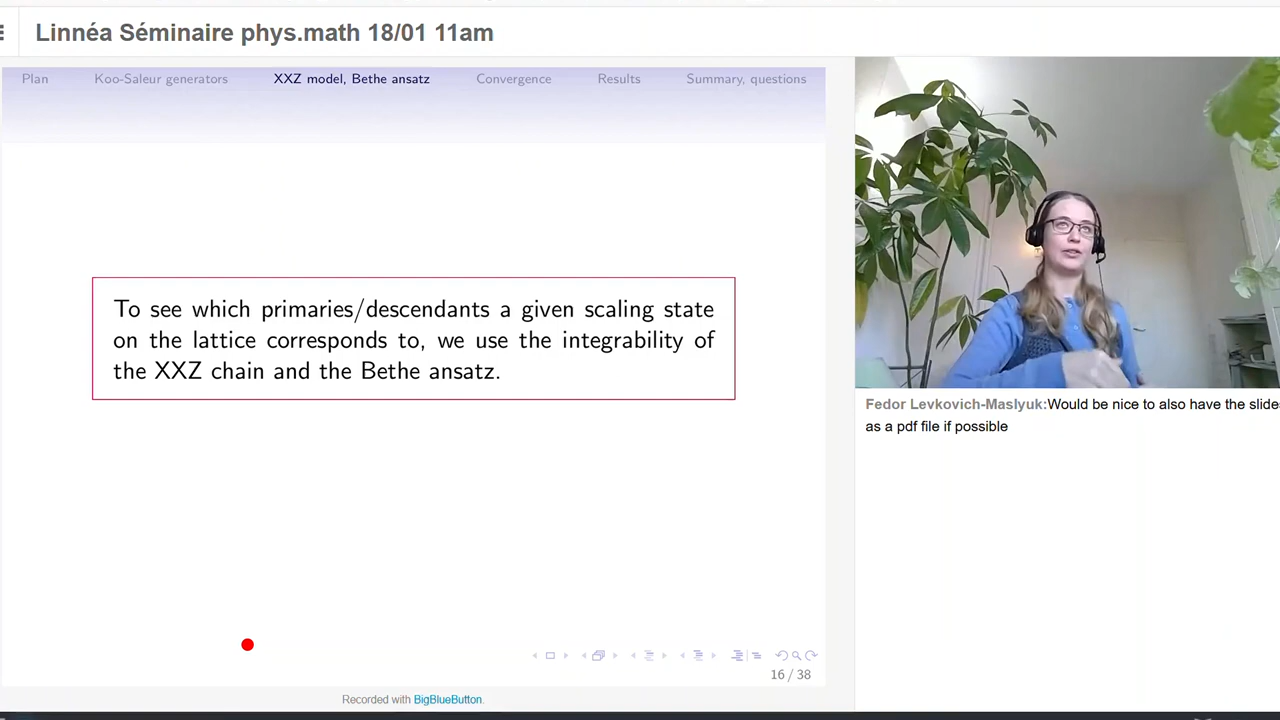 Linnéa Séminaire phys.math 18/01 11am
Plan Koo-Saleur generators XXZ model, Bethe ansatz Convergence Results Summary, questions
To see which primaries/descendants a given scaling state
on the lattice corresponds to, we use the integrability of
the XXZ chain and the Bethe ansatz.
16 / 38
Recorded with BigBlueButton.
Fedor Levkovich-Maslyuk:Would be nice to also have the slide
as a pdf file if possible